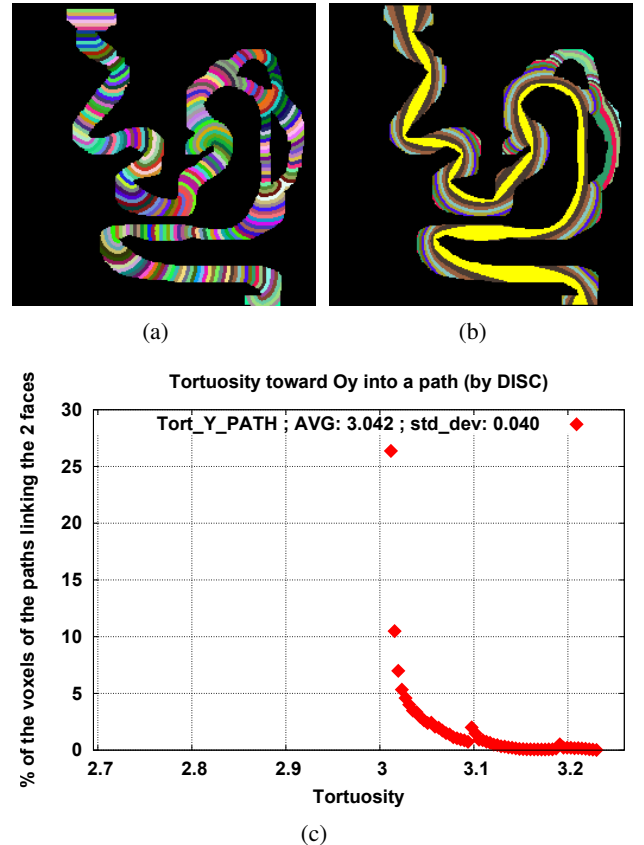 (a)
(b)
Tortuosity toward Oy into a path (by DISC)
% of the voxels of the paths linking the 2 faces
30
25
20
15
10
5
0
Tort_Y_PATH ; AVG: 3.042 ; std_dev: 0.040
2.7 2.8 2.9 3 3.1 3.2
Tortuosity
(c)